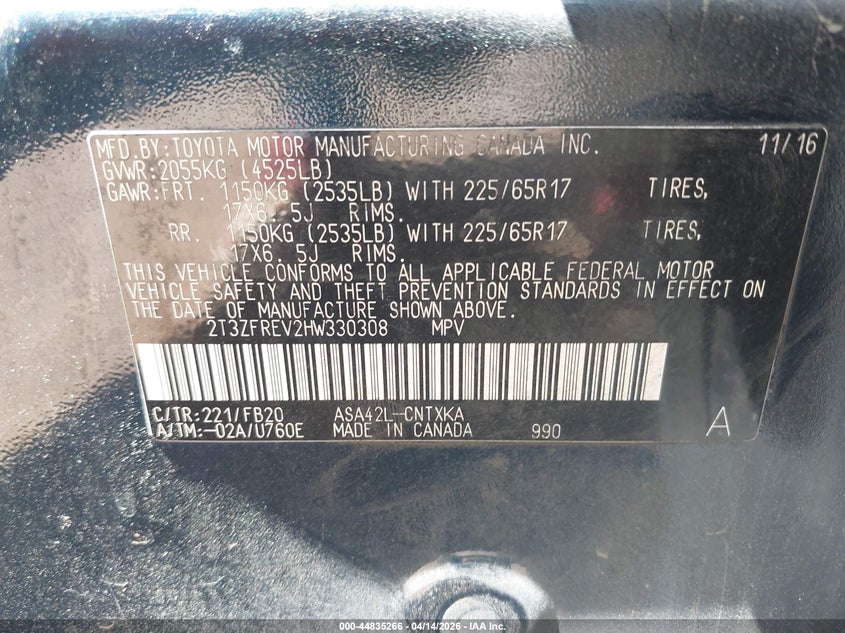 MFD.BY:TOYOTA MOTOR MANUFACTURING CANADA INC. 11/16
GVWR:2055KG (4525LB)
GAWR:FRT. 1150KG (2535LB) WITH 225/65R17 TIRES,
17X6.5J RIMS.
RR. 1150KG (2535LB) WITH 225/65R17 TIRES,
17X6.5J RIMS.
THIS VEHICLE CONFORMS TO ALL APPLICABLE FEDERAL MOTOR
VEHICLE SAFETY AND THEFT PREVENTION STANDARDS IN EFFECT ON
THE DATE OF MANUFACTURE SHOWN ABOVE.
2T3ZFREV2HW330308 MPV
C/TR:221/FB20 ASA42L-CNTXKA
A/TM:-02A/U760E MADE IN CANADA 990 A
000-44835266 - 04/14/2026 - IAA Inc.